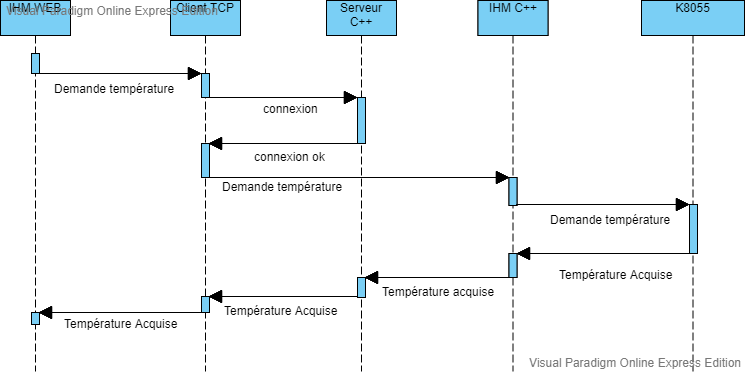 IHM WEB
Visual Paradigm Online Express Edition
Client TCP
Serveur
C++
IHM C++
K8055
Demande température
connexion
connexion ok
Demande température
Demande température
Température Acquise
Température acquise
Température Acquise
Température Acquise
Visual Paradigm Online Express Edition